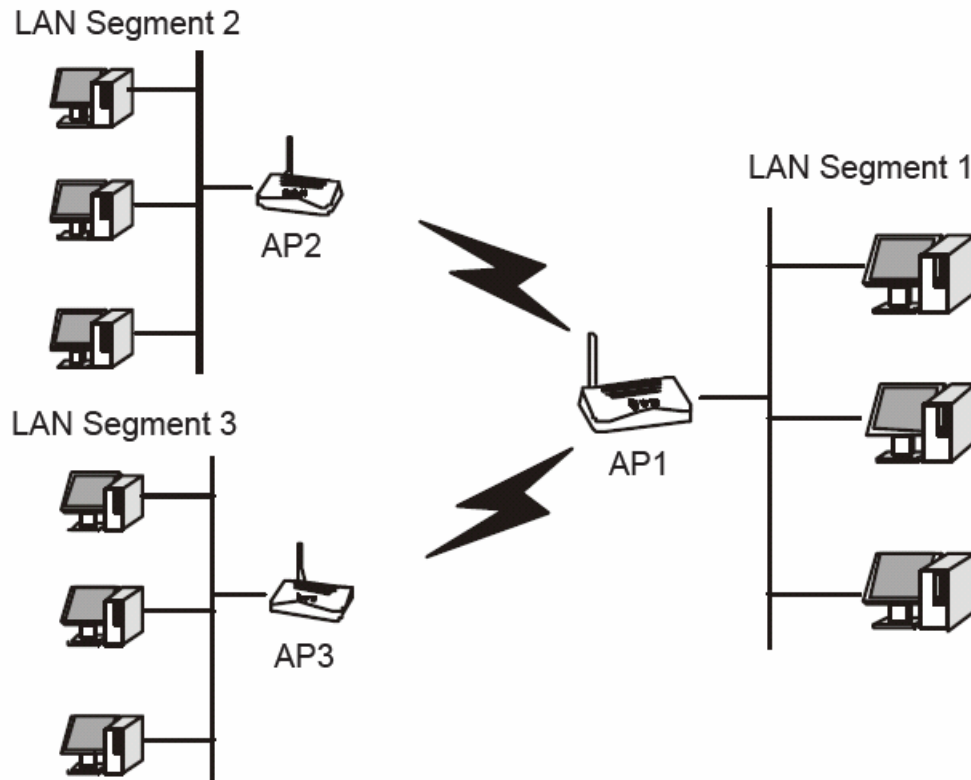 LAN Segment 2
AP2
LAN Segment 1
LAN Segment 3
AP1
AP3